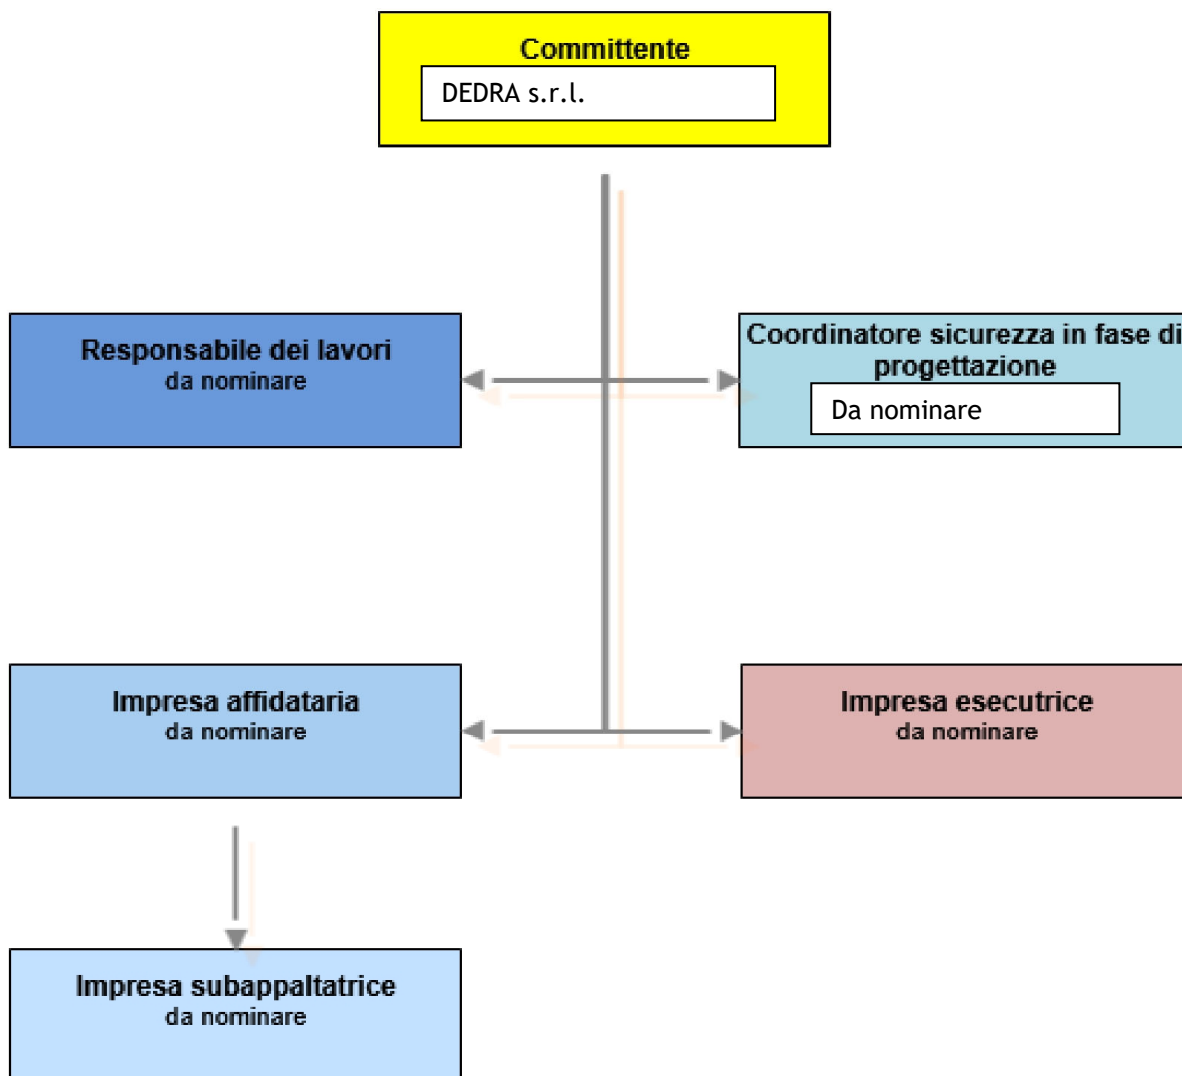 Committente
DEDRA s.r.l.
Responsabile dei lavori
da nominare
Coordinatore sicurezza in fase di
progettazione
Da nominare
Impresa affidataria
da nominare
Impresa esecutrice
da nominare
Impresa subappaltatrice
da nominare